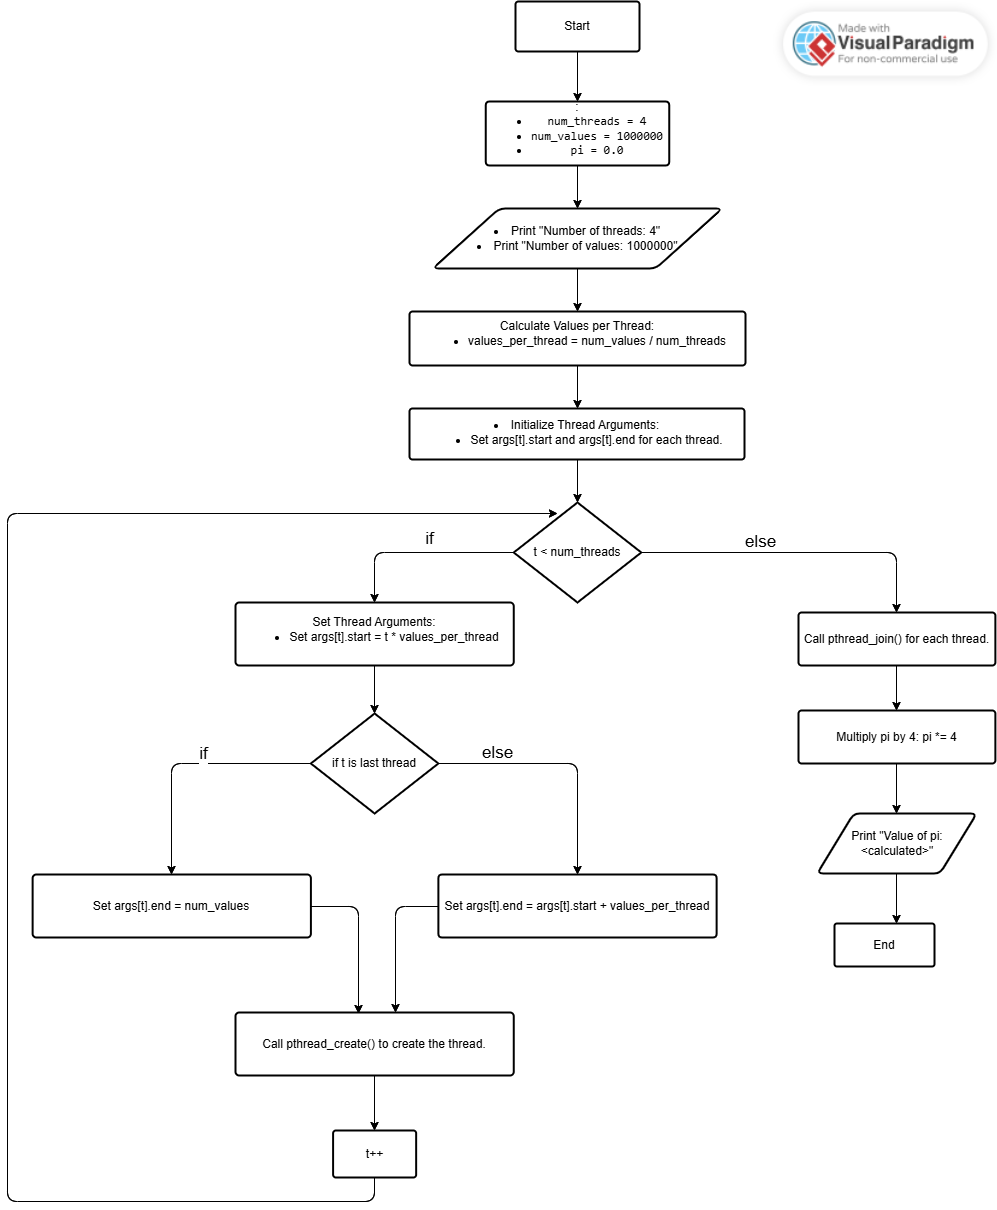 Start
Made with
Visual Paradigm
For non-commercial use
:
• num_threads = 4
• num_values = 1000000
• pi = 0.0
• Print "Number of threads: 4"
• Print "Number of values: 1000000"
Calculate Values per Thread:
• values_per_thread = num_values / num_threads
• Initialize Thread Arguments:
• Set args[t].start and args[t].end for each thread.
if
t < num_threads
else
Set Thread Arguments:
• Set args[t].start = t * values_per_thread
Call pthread_join() for each thread.
if
if t is last thread
else
Multiply pi by 4: pi *= 4
Print "Value of pi:
<calculated>"
Set args[t].end = num_values
Set args[t].end = args[t].start + values_per_thread
End
Call pthread_create() to create the thread.
t++